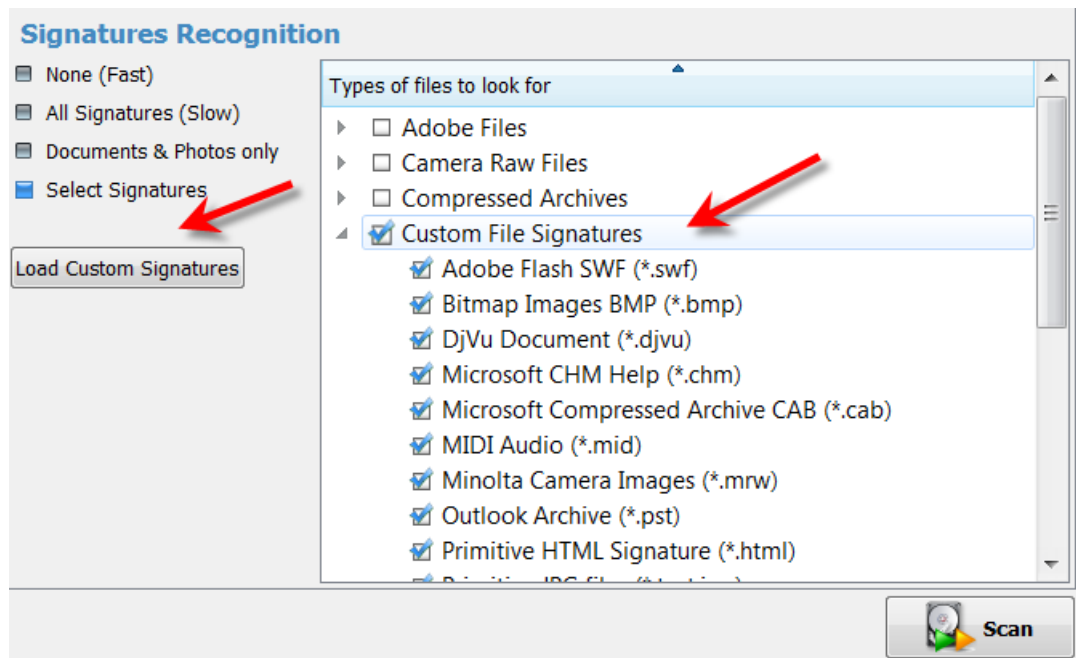 Signatures Recognition
None (Fast)
All Signatures (Slow)
Documents & Photos only
Select Signatures
Load Custom Signatures
Types of files to look for
Adobe Files
Camera Raw Files
Compressed Archives
Custom File Signatures
Adobe Flash SWF (*.swf)
Bitmap Images BMP (*.bmp)
DjVu Document (*.djvu)
Microsoft CHM Help (*.chm)
Microsoft Compressed Archive CAB (*.cab)
MIDI Audio (*.mid)
Minolta Camera Images (*.mrw)
Outlook Archive (*.pst)
Primitive HTML Signature (*.html)
Scan